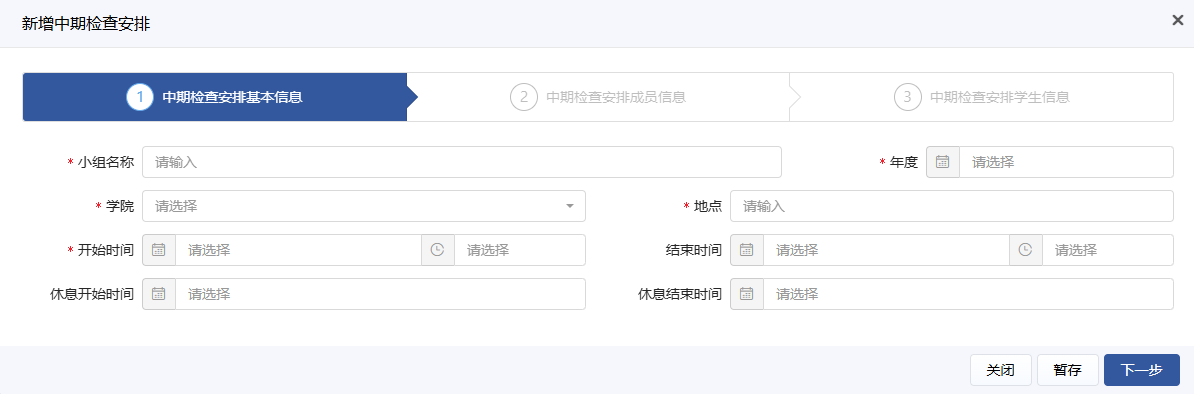 新增中期检查安排
1 中期检查安排基本信息 2 中期检查安排成员信息 3 中期检查安排学生信息
* 小组名称 请输入 * 年度 请选择
* 学院 请选择 * 地点 请输入
* 开始时间 请选择 请选择 结束时间 请选择 请选择
休息开始时间 请选择 休息结束时间 请选择
关闭 暂存 下一步